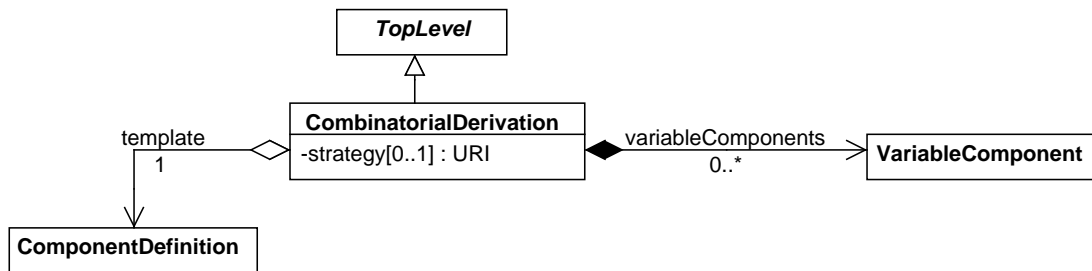 TopLevel
CombinatorialDerivation
-strategy[0..1] : URI
template
1
variableComponents
0..*
VariableComponent
ComponentDefinition